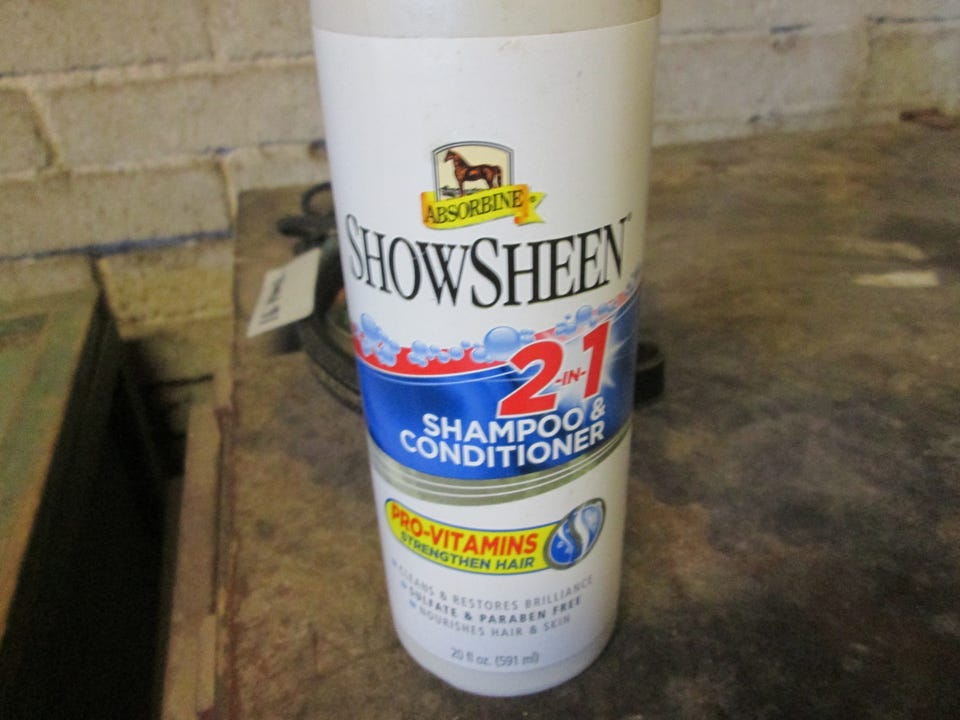 ABSORBINE®
SHOWSHEEN®
2-IN-1
SHAMPOO &
CONDITIONER
PRO-VITAMINS
STRENGTHEN HAIR
CLEANS & RESTORES BRILLIANCE
SULFATE & PARABEN FREE
NOURISHES HAIR & SKIN
20 fl oz. (591 ml)